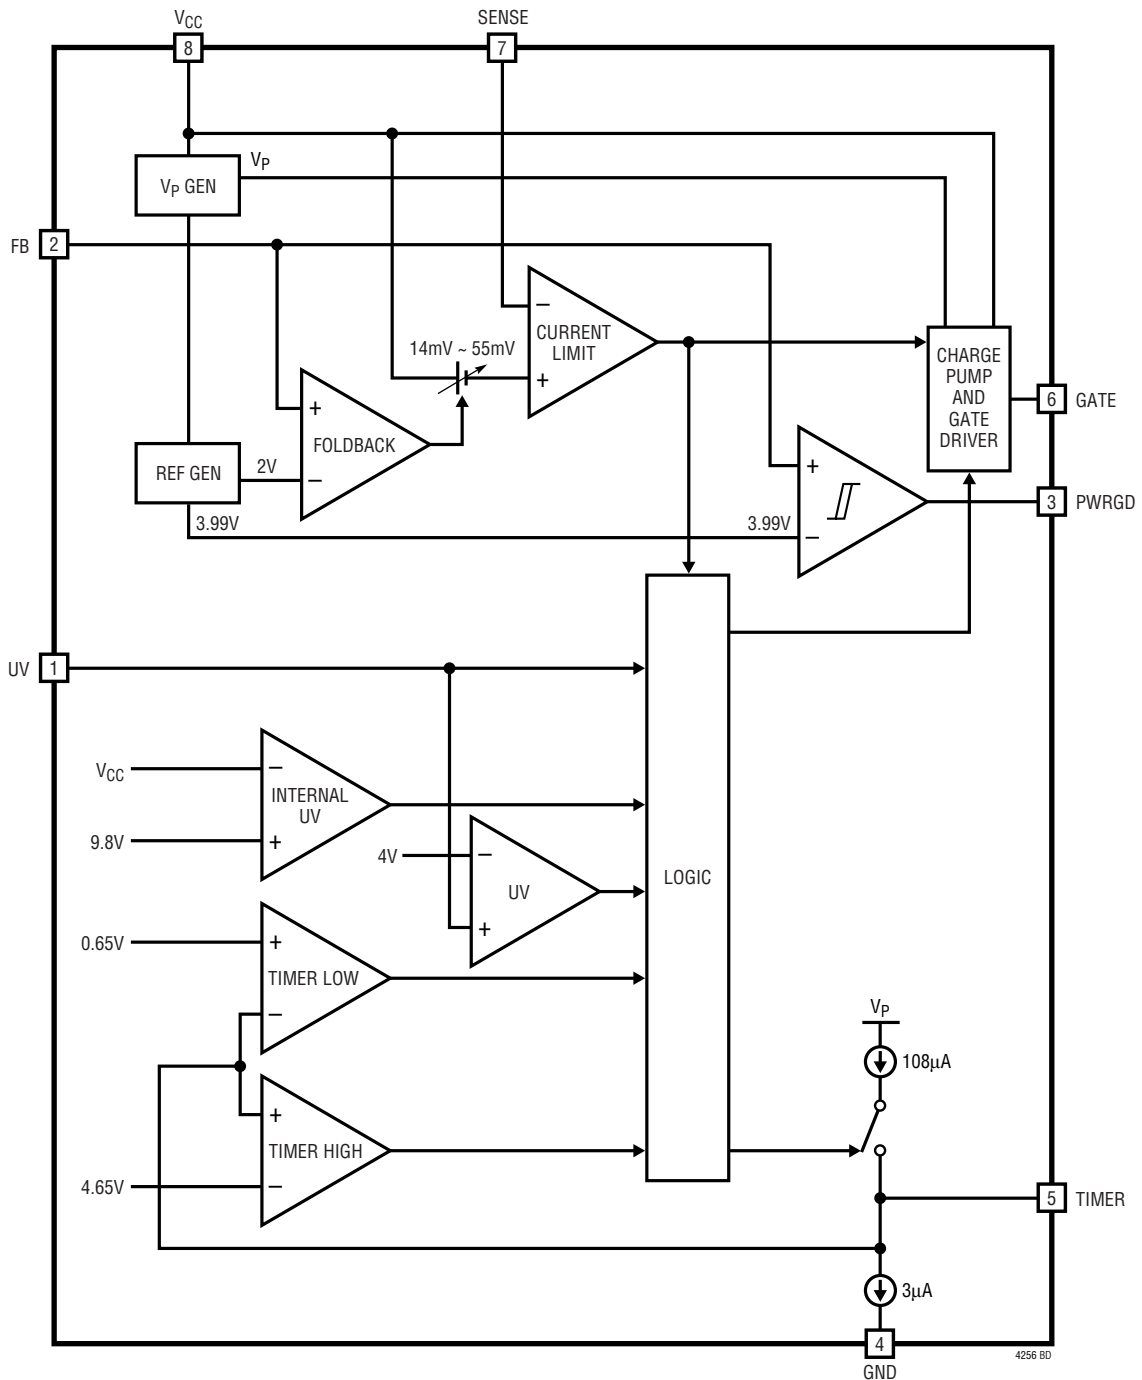 VCC
8
SENSE
7
VP
VP GEN
FB
2
14mV ~ 55mV
−
CURRENT
LIMIT
+
CHARGE
PUMP
AND
GATE
DRIVER
6
GATE
+
FOLDBACK
−
REF GEN
2V
3.99V
3.99V
+
−
3
PWRGD
UV
1
VCC
−
INTERNAL
UV
9.8V
+
4V
−
UV
+
LOGIC
0.65V
+
TIMER LOW
−
+
TIMER HIGH
4.65V
−
VP
108µA
5
TIMER
3µA
4
GND
4256 BD